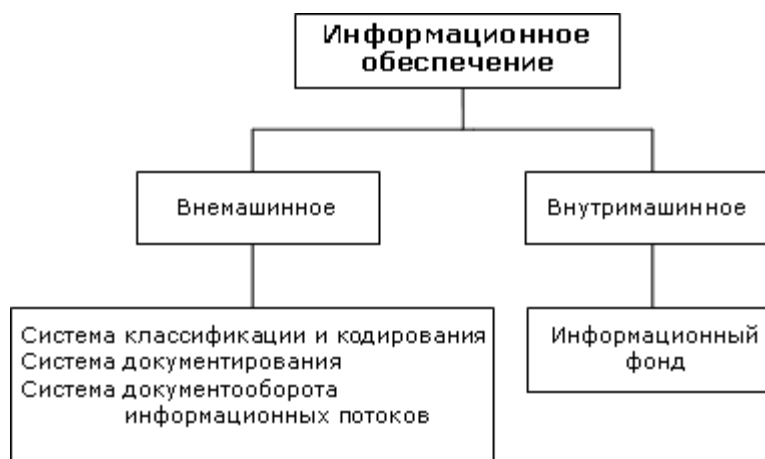 Информационное
обеспечение
Внемашинное
Внутримашинное
Система классификации и кодирования
Система документирования
Система документооборота
информационных потоков
Информационный
фонд